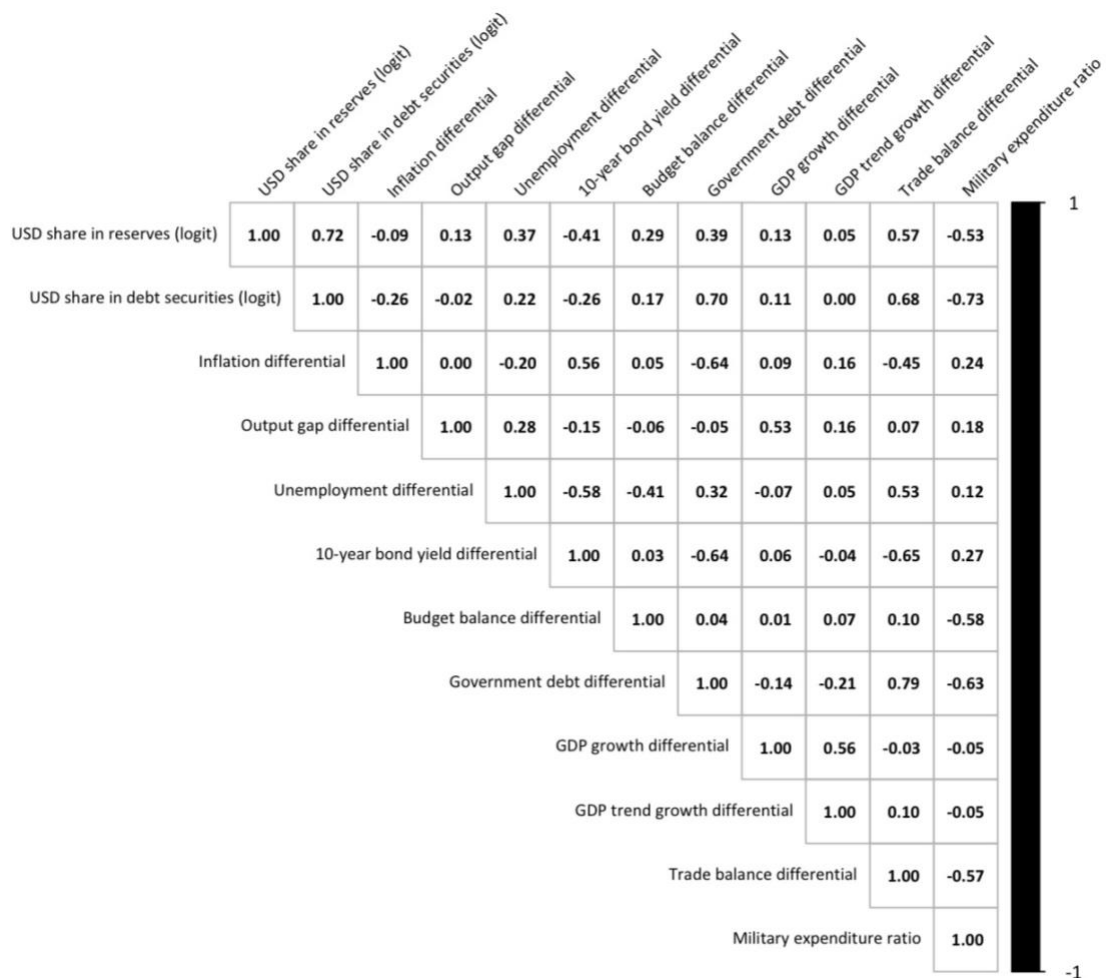 USD share in reserves (logit)
USD share in debt securities (logit)
Inflation differential
Output gap differential
Unemployment differential
10-year bond yield differential
Budget balance differential
Government debt differential
GDP growth differential
GDP trend growth differential
Trade balance differential
Military expenditure ratio
1
USD share in reserves (logit) 1.00 0.72 -0.09 0.13 0.37 -0.41 0.29 0.39 0.13 0.05 0.57 -0.53
USD share in debt securities (logit) 1.00 -0.26 -0.02 0.22 -0.26 0.17 0.70 0.11 0.00 0.68 -0.73
Inflation differential 1.00 0.00 -0.20 0.56 0.05 -0.64 0.09 0.16 -0.45 0.24
Output gap differential 1.00 0.28 -0.15 -0.06 -0.05 0.53 0.16 0.07 0.18
Unemployment differential 1.00 -0.58 -0.41 0.32 -0.07 0.05 0.53 0.12
10-year bond yield differential 1.00 0.03 -0.64 0.06 -0.04 -0.65 0.27
Budget balance differential 1.00 0.04 0.01 0.07 0.10 -0.58
Government debt differential 1.00 -0.14 -0.21 0.79 -0.63
GDP growth differential 1.00 0.56 -0.03 -0.05
GDP trend growth differential 1.00 0.10 -0.05
Trade balance differential 1.00 -0.57
Military expenditure ratio 1.00
-1